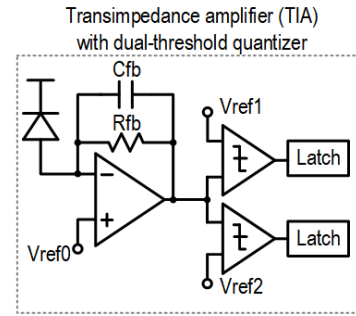 Transimpedance amplifier (TIA)
with dual-threshold quantizer
Cfb
Rfb
Vref1
Latch
Vref0
Latch
Vref2